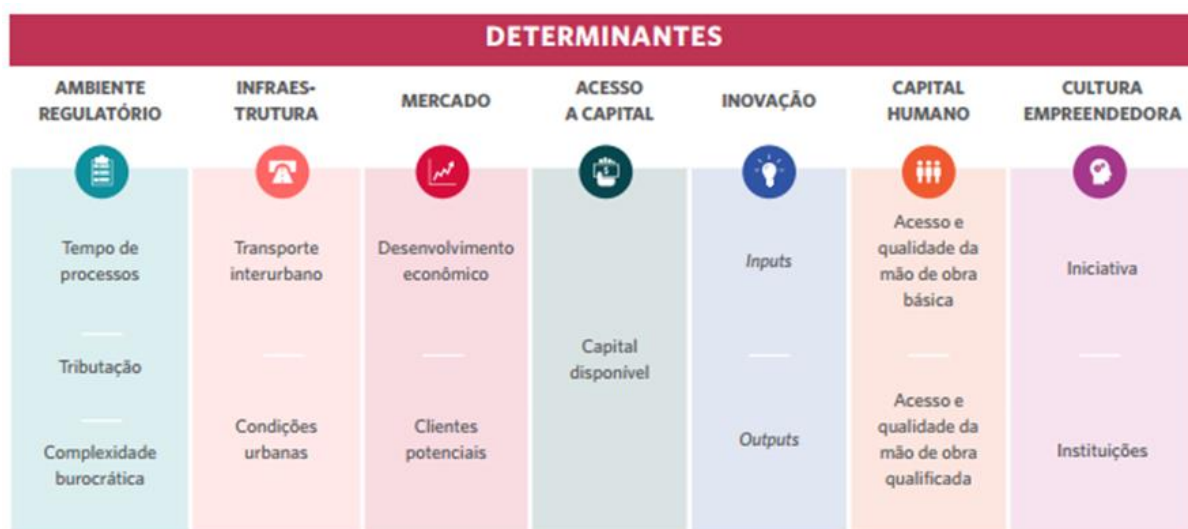 DETERMINANTES
AMBIENTE
REGULATÓRIO
INFRAES-
TRUTURA
MERCADO
ACESSO
A CAPITAL
INOVAÇÃO
CAPITAL
HUMANO
CULTURA
EMPREENDEDORA
Tempo de
processos
Tributação
Complexidade
burocrática
Transporte
interurbano
Condições
urbanas
Desenvolvimento
econômico
Clientes
potenciais
Capital
disponível
Inputs
Outputs
Acesso e
qualidade da
mão de obra
básica
Acesso e
qualidade da
mão de obra
qualificada
Iniciativa
Instituições